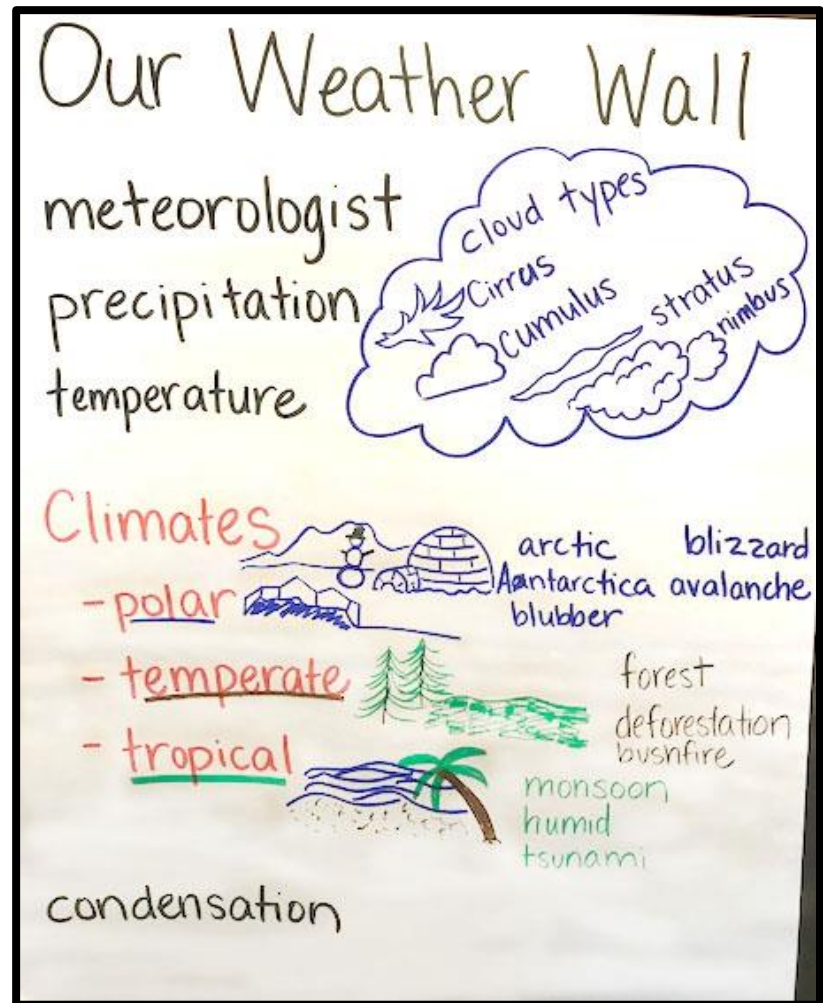 Our Weather Wall
meteorologist
precipitation
temperature
cloud types
Cirrus
Cumulus
stratus
nimbus
Climates
- polar
arctic
blizzard
Aantarctica
avalanche
blubber
- temperate
forest
deforestation
bushfire
- tropical
monsoon
humid
tsunami
condensation